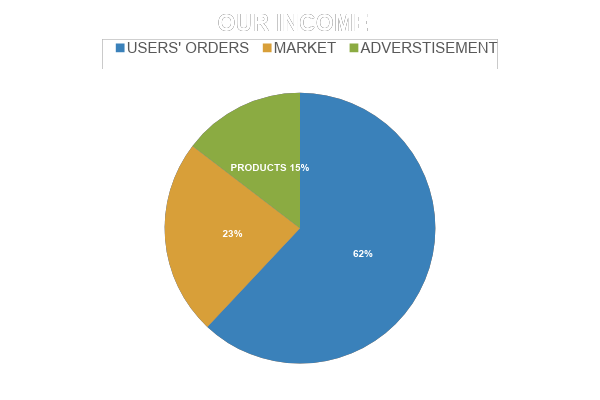 OUR INCOME
USERS' ORDERS MARKET ADVERSTISEMENT
PRODUCTS 15%
23%
62%